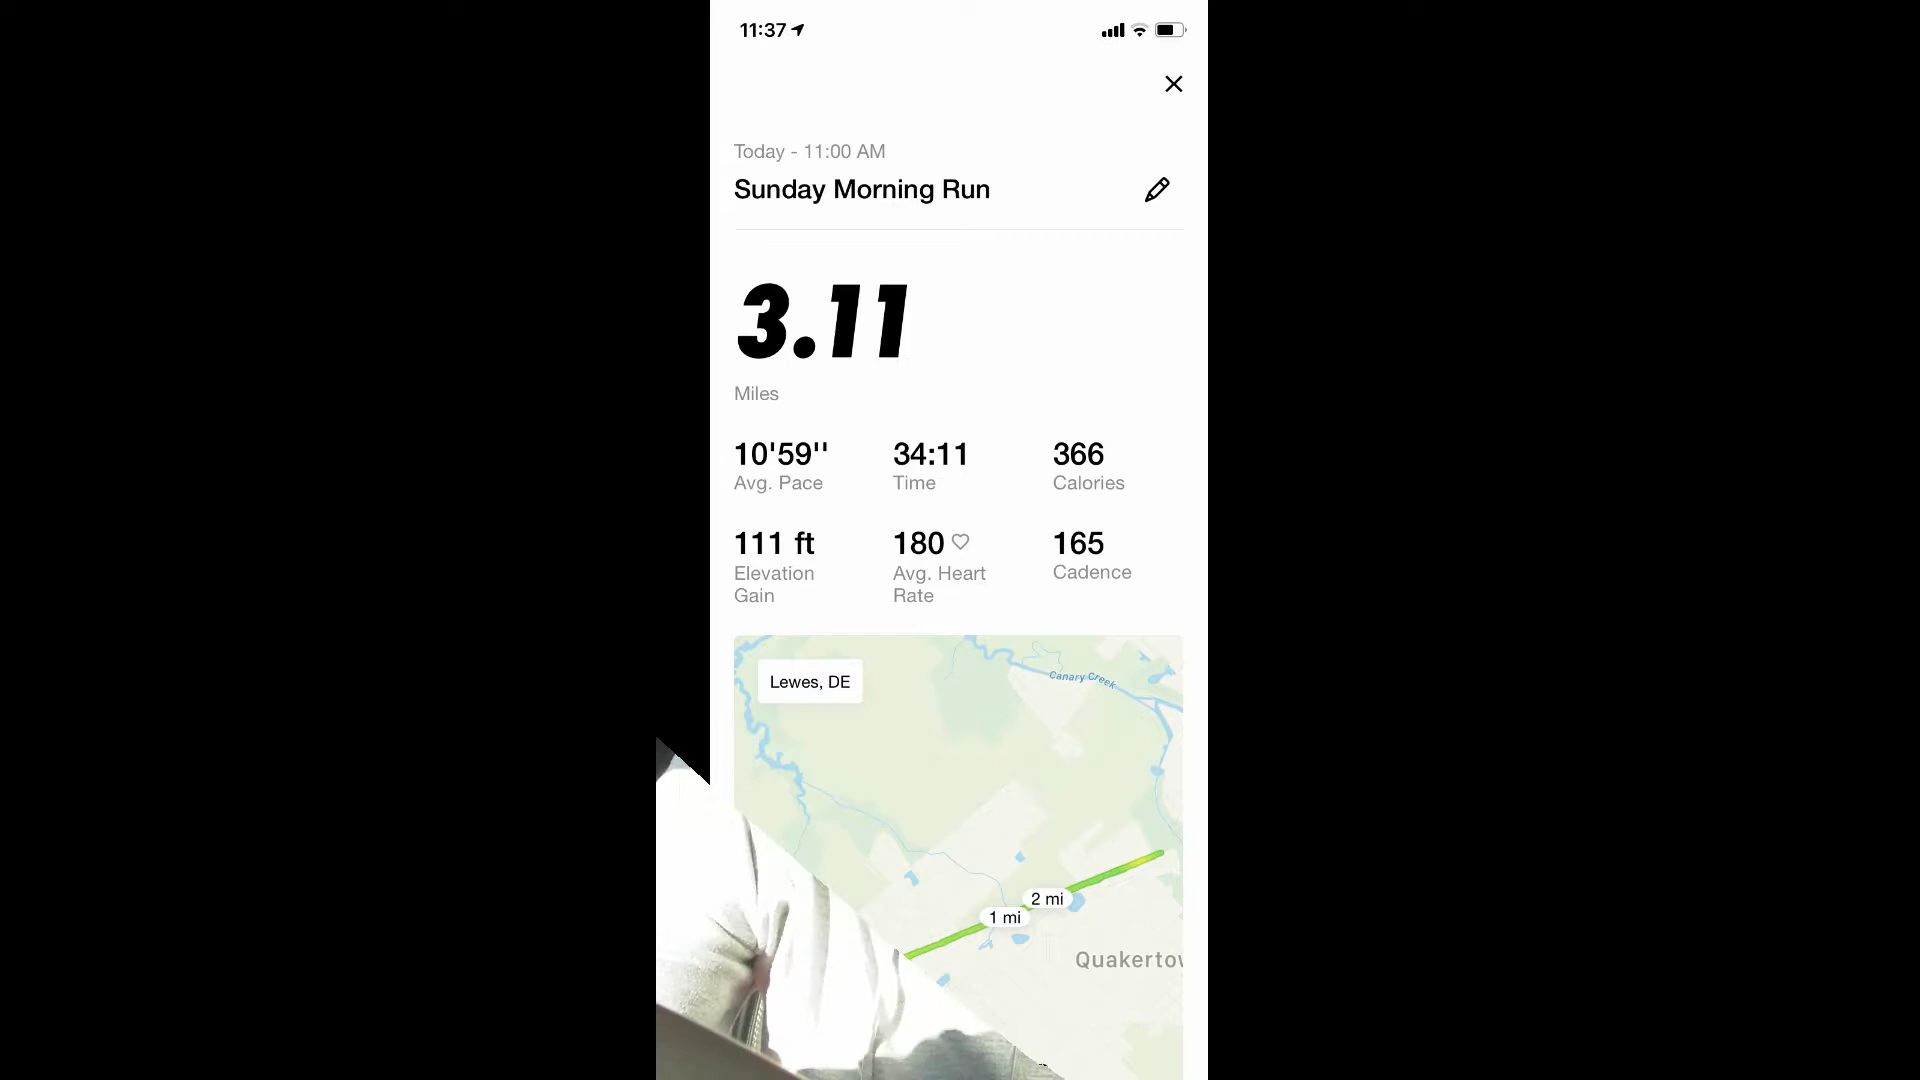 11:37
Today - 11:00 AM
Sunday Morning Run
3.11
Miles
10'59'' 34:11 366
Avg. Pace Time Calories
111 ft 180 165
Elevation Gain Avg. Heart Rate Cadence
Lewes, DE
Canary Creek
2 mi
1 mi
Quakertow